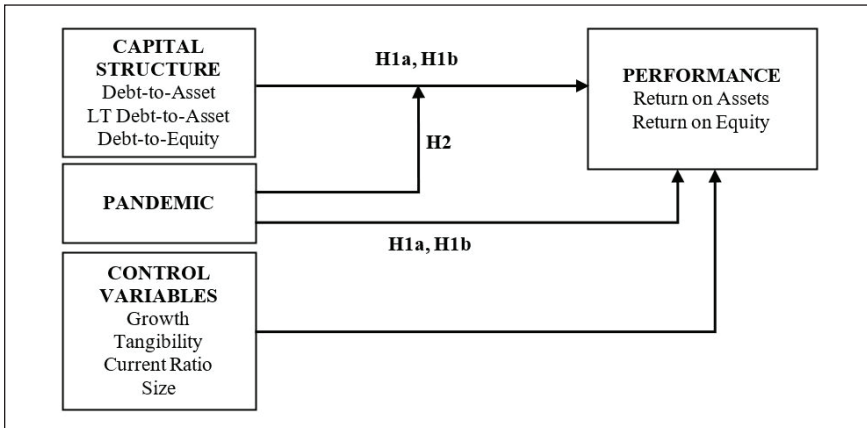 CAPITAL
STRUCTURE
Debt-to-Asset
LT Debt-to-Asset
Debt-to-Equity
H1a, H1b
PERFORMANCE
Return on Assets
Return on Equity
H2
PANDEMIC
H1a, H1b
CONTROL
VARIABLES
Growth
Tangibility
Current Ratio
Size